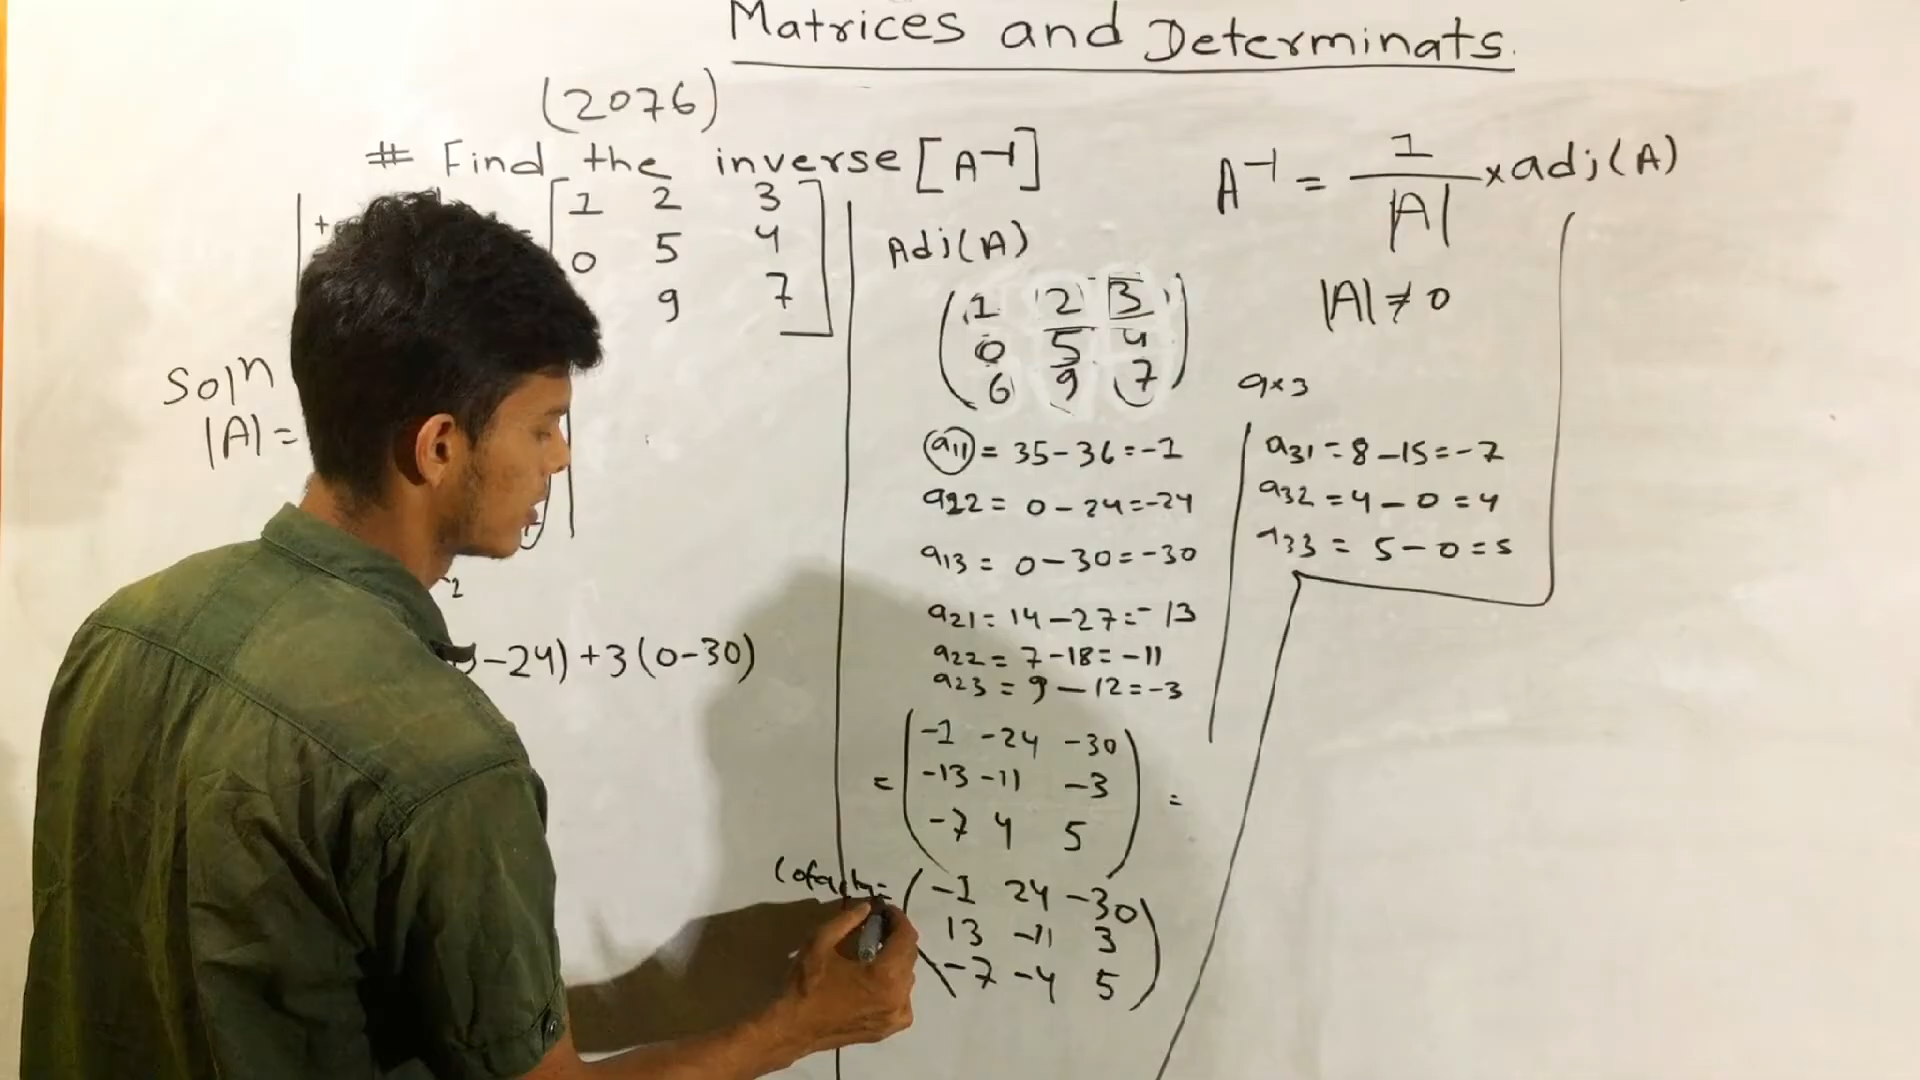 Matrices and Determinats.
(2076)
# Find the inverse [A⁻¹]
+
= [1 2 3
0 5 4
9 7]
Solⁿ
|A| =
-24) +3(0-30)
Adj(A)
(1 2 3
0 5 4
6 9 7)
a11 = 35-36=-1
a12 = 0-24=-24
a13 = 0-30=-30
a21= 14-27=-13
a22= 7-18= -11
a23 = 9-12=-3
= (-1 -24 -30
-13 -11 -3
-7 4 5) =
Cofactor= (-1 24 -30
13 -11 3
-7 -4 5)
A⁻¹ = 1/|A| × adj(A)
|A| ≠ 0
9×3
a31 = 8-15=-7
a32 = 4-0=4
a33 = 5-0=5